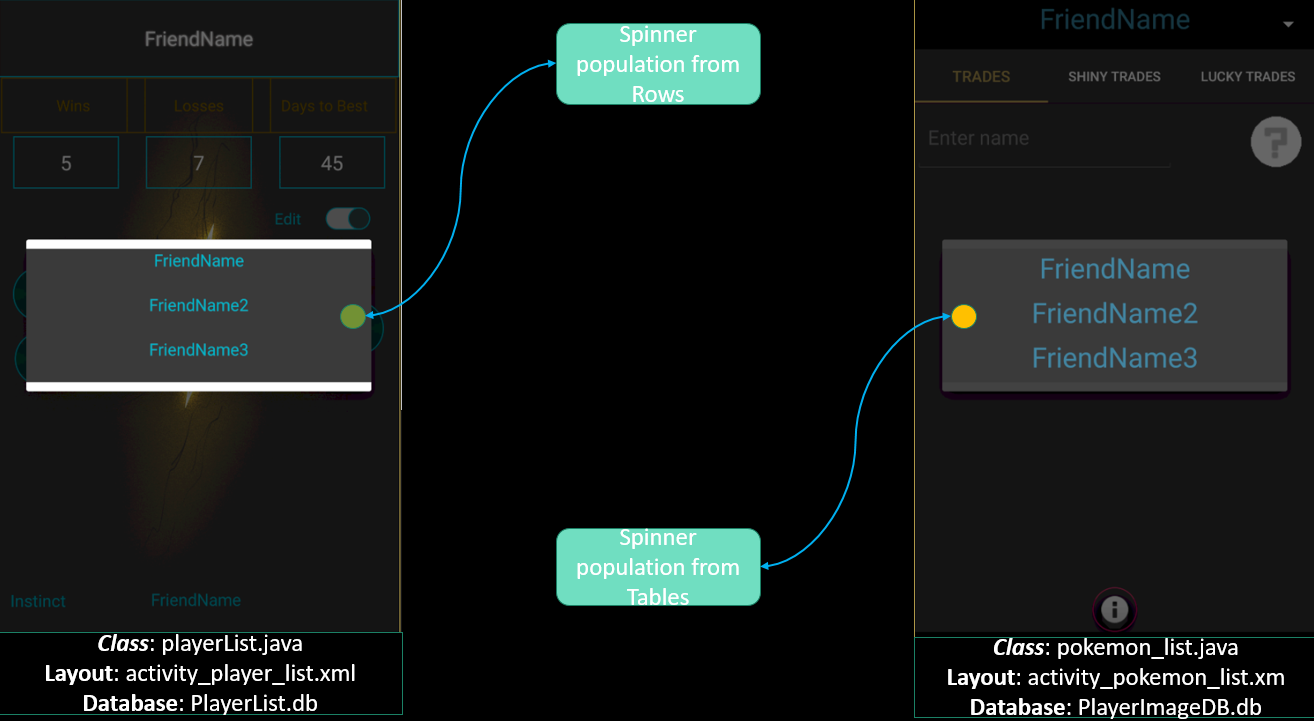 FriendName
Wins Losses Days to Best
5 7 45
Edit
FriendName
FriendName2
FriendName3
Instinct FriendName
Class: playerList.java
Layout: activity_player_list.xml
Database: PlayerList.db
Spinner
population from
Rows
Spinner
population from
Tables
FriendName
TRADES SHINY TRADES LUCKY TRADES
Enter name
?
FriendName
FriendName2
FriendName3
i
Class: pokemon_list.java
Layout: activity_pokemon_list.xm
Database: PlayerImageDB.db